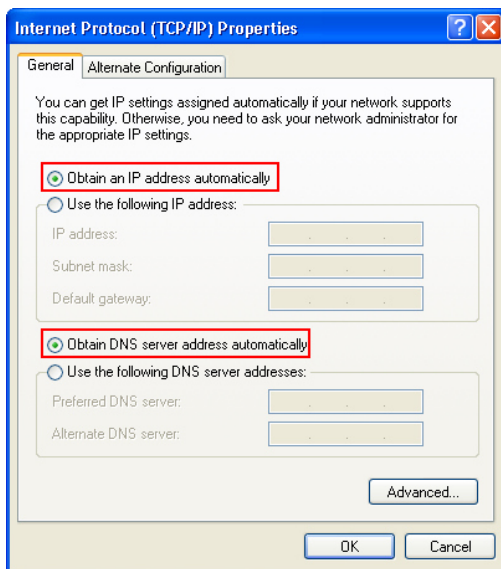 Internet Protocol (TCP/IP) Properties
General
Alternate Configuration
You can get IP settings assigned automatically if your network supports
this capability. Otherwise, you need to ask your network administrator for
the appropriate IP settings.
Obtain an IP address automatically
Use the following IP address:
IP address:
Subnet mask:
Default gateway:
Obtain DNS server address automatically
Use the following DNS server addresses:
Preferred DNS server:
Alternate DNS server:
Advanced...
OK
Cancel